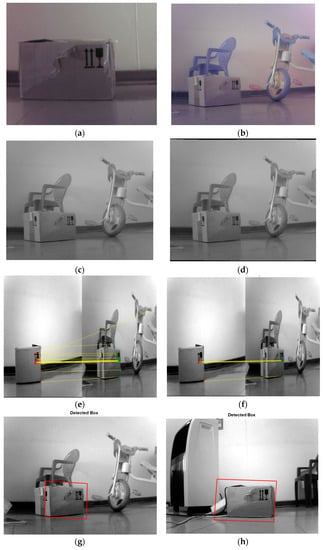 (a)
(b)
(c)
(d)
(e)
(f)
Detected Box
Detected Box
(g)
(h)